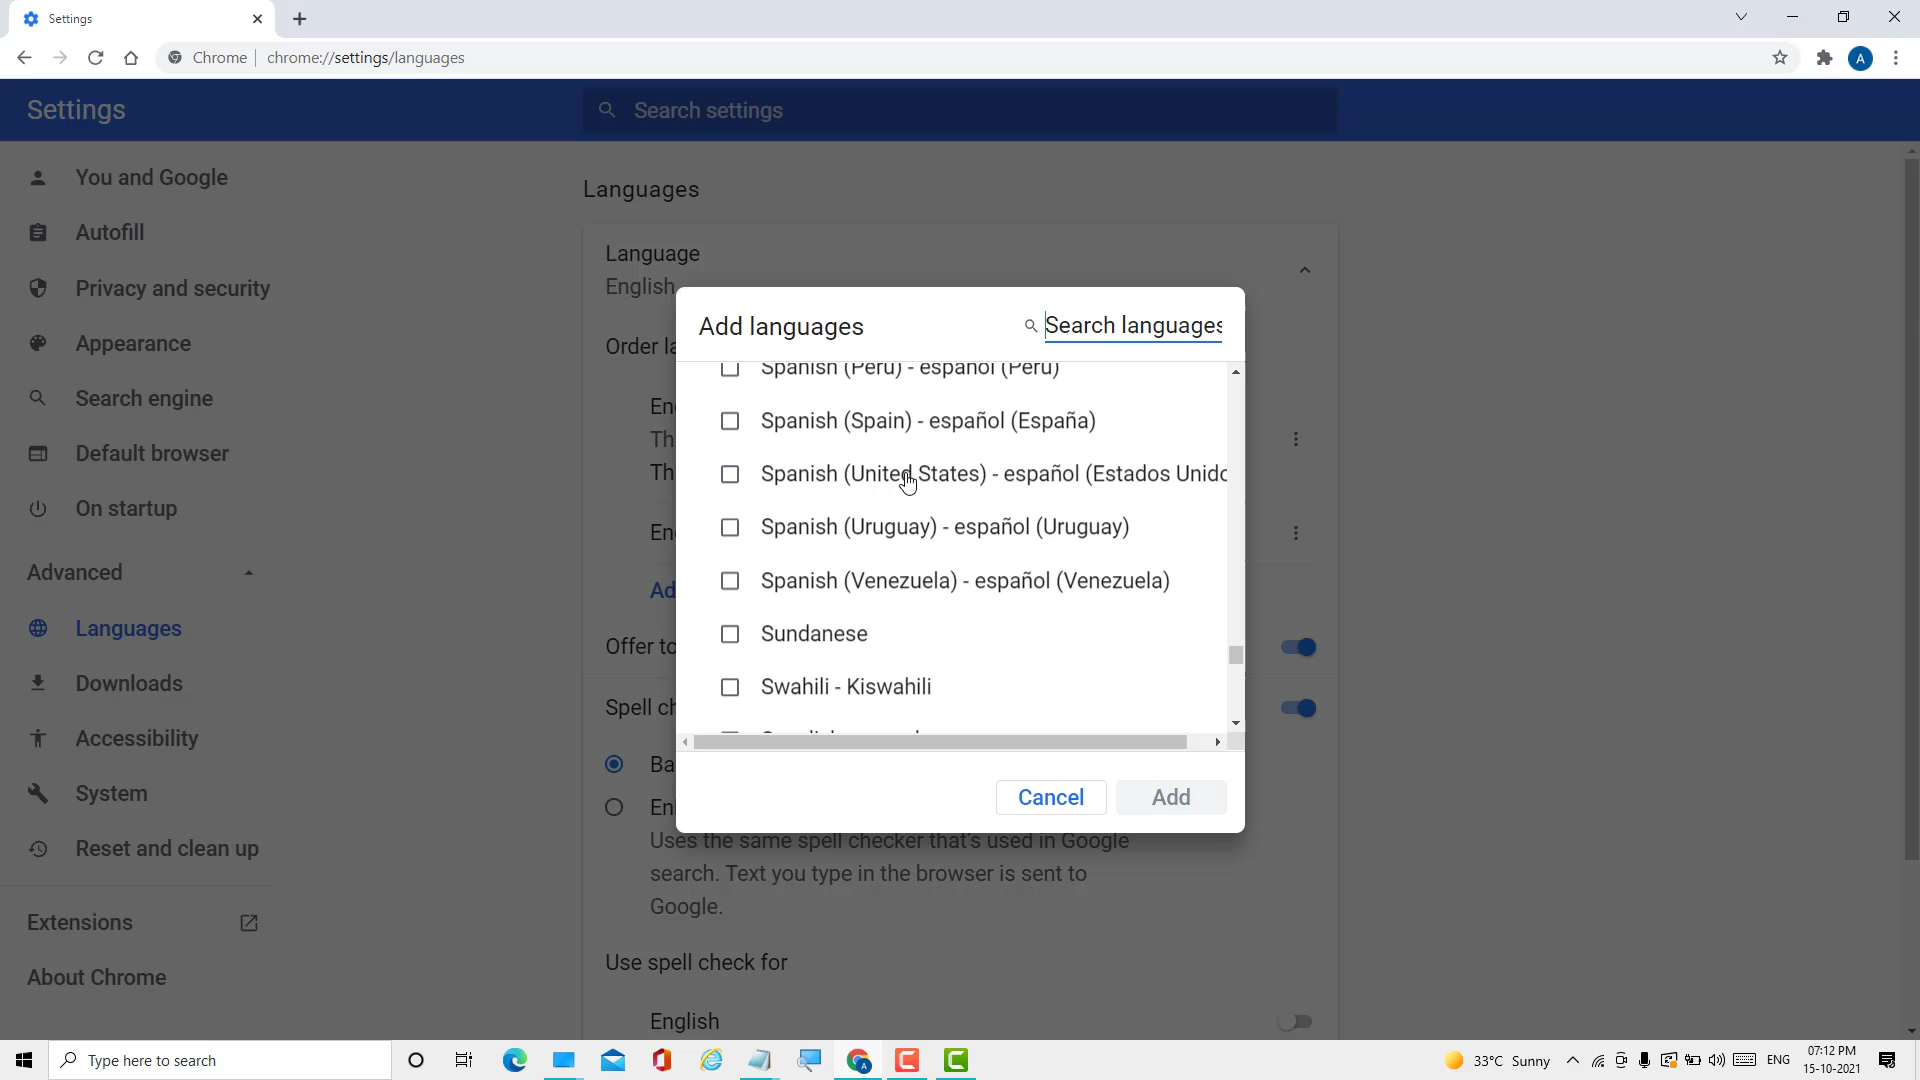 Settings
Chrome
chrome://settings/languages
Settings
Search settings
You and Google
Autofill
Privacy and security
Appearance
Search engine
Default browser
On startup
Advanced
Languages
Downloads
Accessibility
System
Reset and clean up
Extensions
About Chrome
Languages
Language
English
Order la
En
Th
Th
En
Ad
Offer to
Spell ch
Ba
En
Uses the same spell checker that's used in Google
search. Text you type in the browser is sent to
Google.
Use spell check for
English
Add languages
Search languages
Spanish (Peru) - español (Perú)
Spanish (Spain) - español (España)
Spanish (United States) - español (Estados Unido
Spanish (Uruguay) - español (Uruguay)
Spanish (Venezuela) - español (Venezuela)
Sundanese
Swahili - Kiswahili
Cancel
Add
A
Type here to search
33°C Sunny
ENG
07:12 PM
15-10-2021